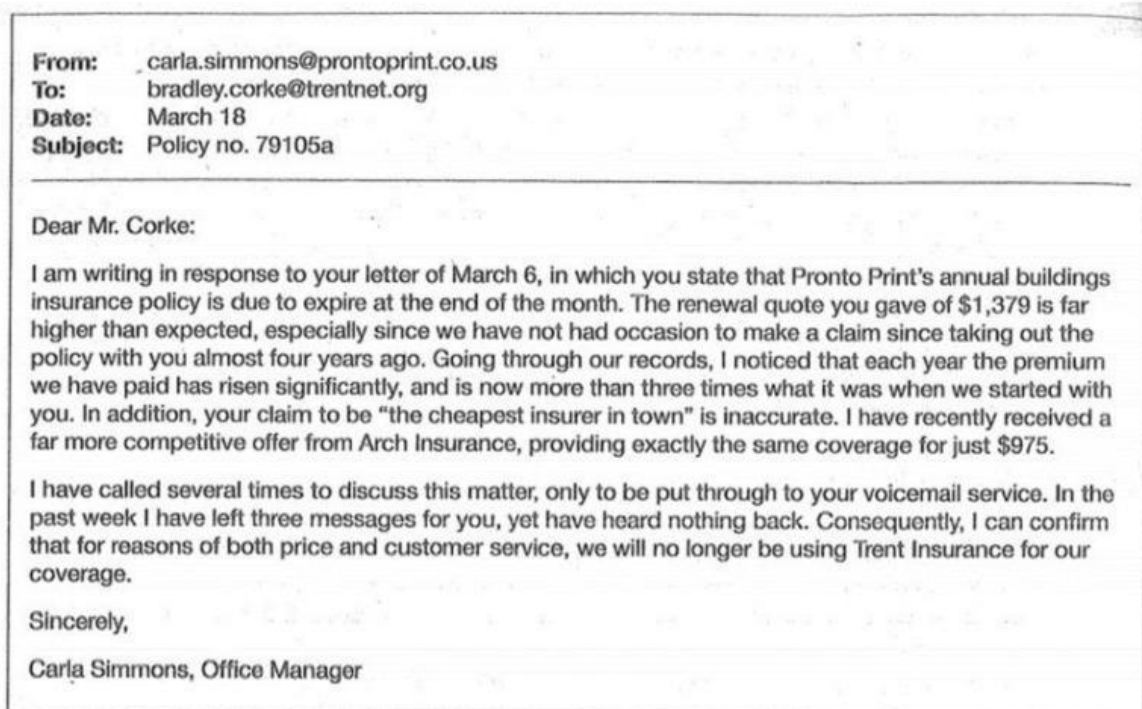 From: carla.simmons@prontoprint.co.us
To: bradley.corke@trentnet.org
Date: March 18
Subject: Policy no. 79105a
Dear Mr. Corke:
I am writing in response to your letter of March 6, in which you state that Pronto Print's annual buildings
insurance policy is due to expire at the end of the month. The renewal quote you gave of $1,379 is far
higher than expected, especially since we have not had occasion to make a claim since taking out the
policy with you almost four years ago. Going through our records, I noticed that each year the premium
we have paid has risen significantly, and is now more than three times what it was when we started with
you. In addition, your claim to be "the cheapest insurer in town" is inaccurate. I have recently received a
far more competitive offer from Arch Insurance, providing exactly the same coverage for just $975.
I have called several times to discuss this matter, only to be put through to your voicemail service. In the
past week I have left three messages for you, yet have heard nothing back. Consequently, I can confirm
that for reasons of both price and customer service, we will no longer be using Trent Insurance for our
coverage.
Sincerely,
Carla Simmons, Office Manager